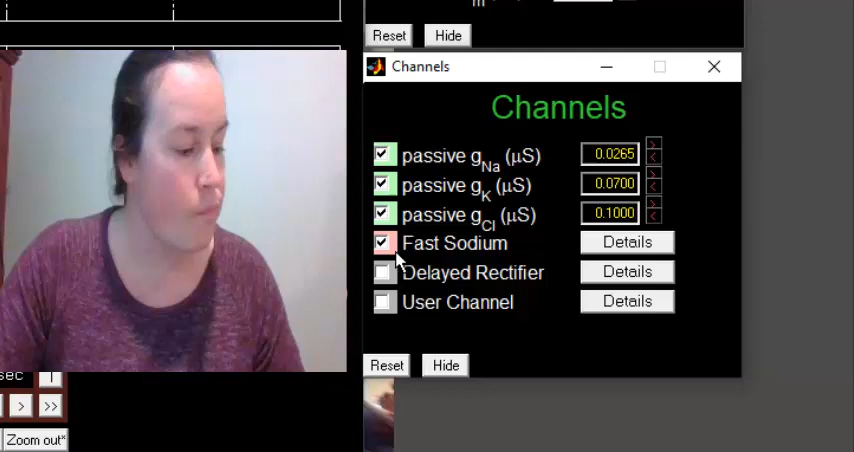 m
Reset Hide
Channels
Channels
passive gNa (µS) 0.0265
passive gK (µS) 0.0700
passive gCl (µS) 0.1000
Fast Sodium Details
Delayed Rectifier Details
User Channel Details
Reset Hide
sec
> >>
Zoom out*